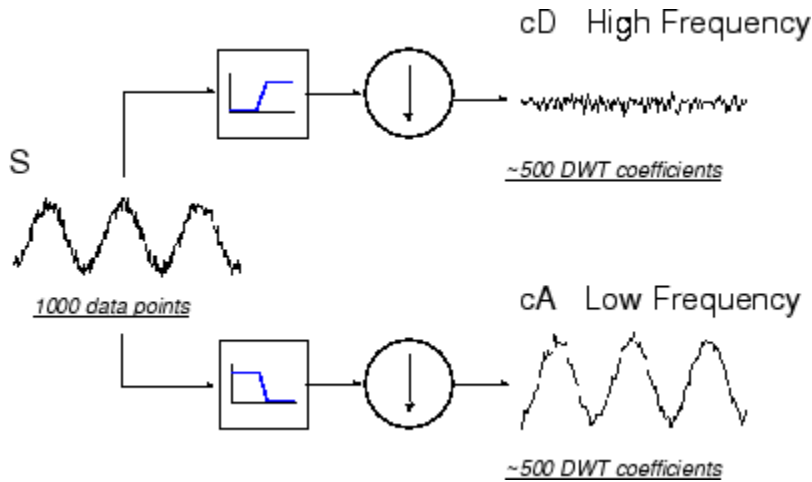 cD High Frequency
~500 DWT coefficients
S
1000 data points
cA Low Frequency
~500 DWT coefficients